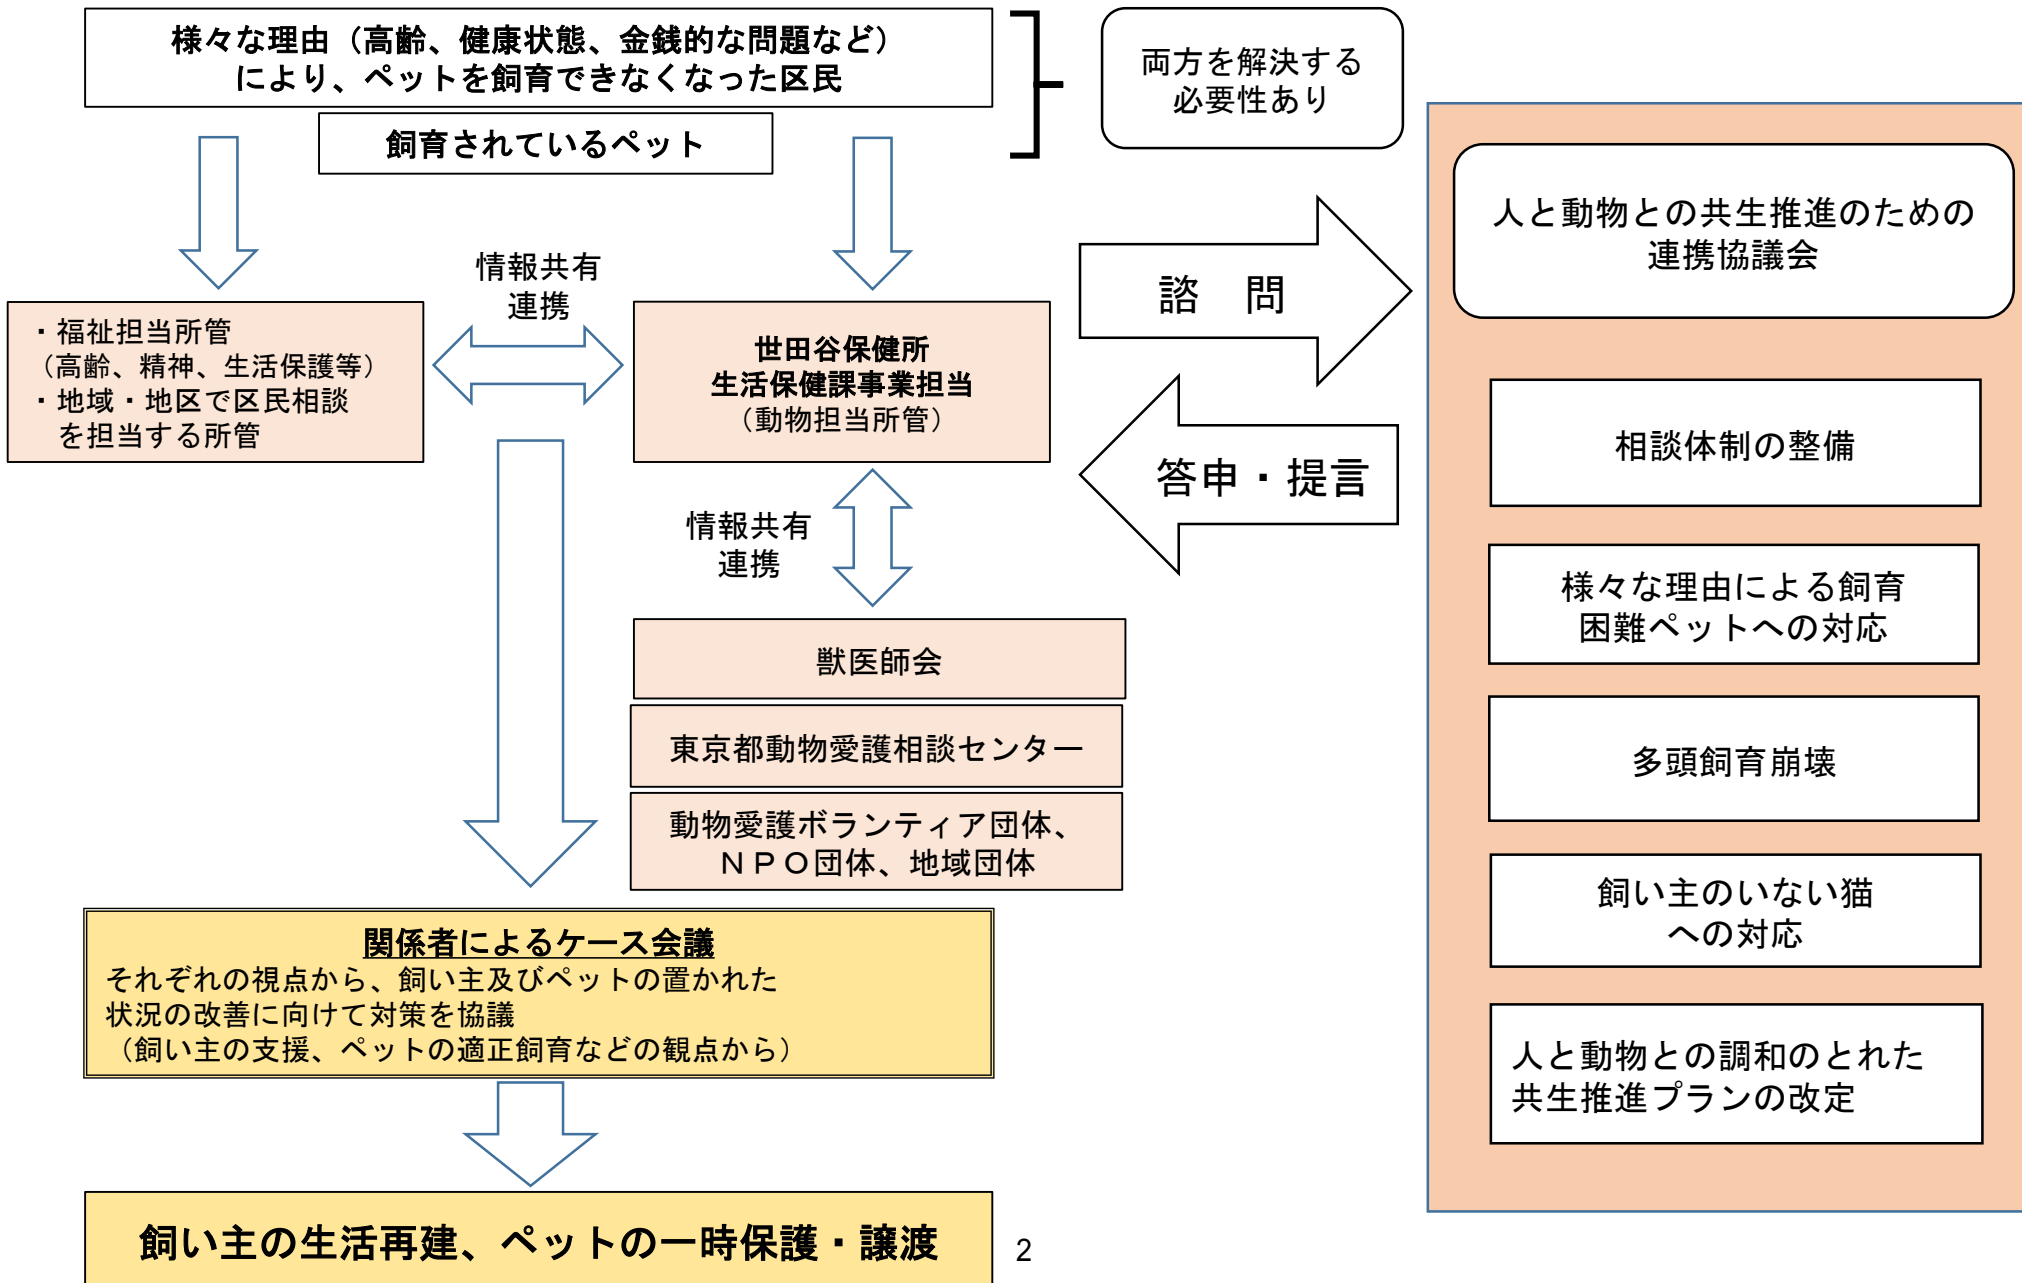 様々な理由（高齢、健康状態、金銭的な問題など）
により、ペットを飼育できなくなった区民
飼育されているペット
両方を解決する
必要性あり
情報共有
連携
・福祉担当所管
（高齢、精神、生活保護等）
・地域・地区で区民相談
を担当する所管
世田谷保健所
生活保健課事業担当
（動物担当所管）
諮　問
答申・提言
情報共有
連携
獣医師会
東京都動物愛護相談センター
動物愛護ボランティア団体、
ＮＰＯ団体、地域団体
関係者によるケース会議
それぞれの視点から、飼い主及びペットの置かれた
状況の改善に向けて対策を協議
（飼い主の支援、ペットの適正飼育などの観点から）
飼い主の生活再建、ペットの一時保護・譲渡
人と動物との共生推進のための
連携協議会
相談体制の整備
様々な理由による飼育
困難ペットへの対応
多頭飼育崩壊
飼い主のいない猫
への対応
人と動物との調和のとれた
共生推進プランの改定
2